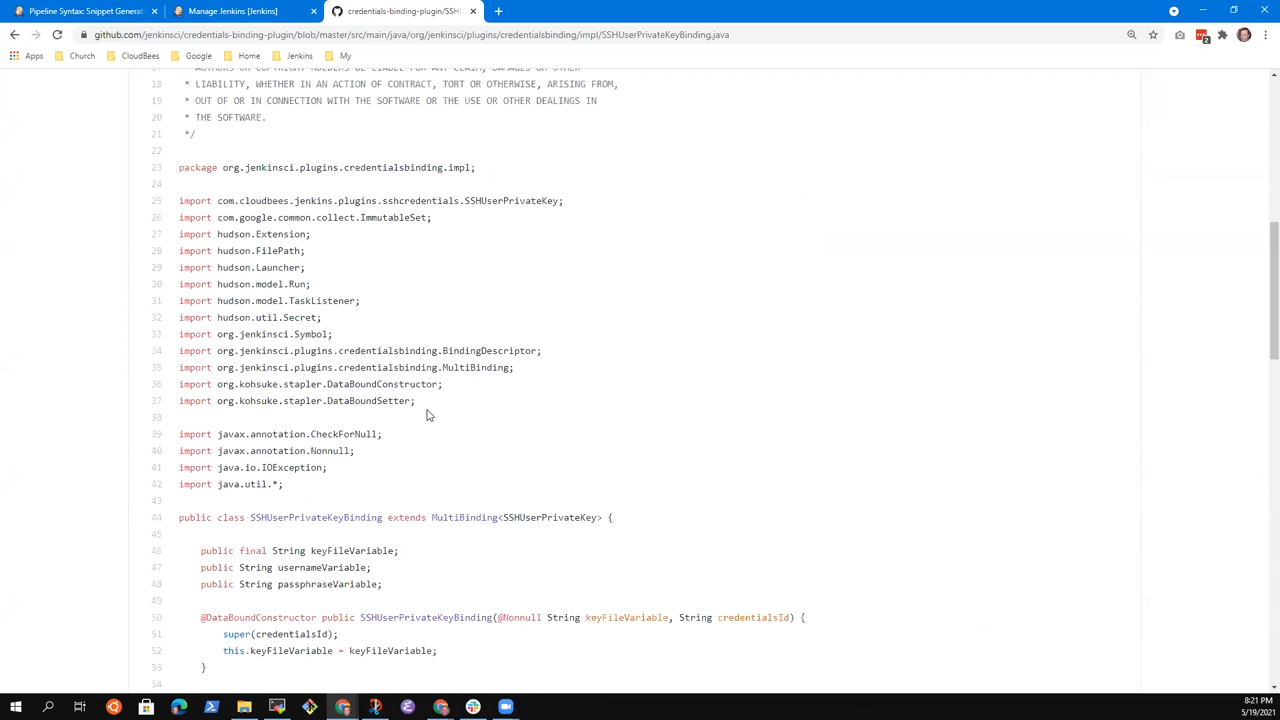 Pipeline Syntax: Snippet Generat
Manage Jenkins [Jenkins]
credentials-binding-plugin/SSHU
github.com/jenkinsci/credentials-binding-plugin/blob/master/src/main/java/org/jenkinsci/plugins/credentialsbinding/impl/SSHUserPrivateKeyBinding.java
Apps Church CloudBees Google Home Jenkins My
18 * LIABILITY, WHETHER IN AN ACTION OF CONTRACT, TORT OR OTHERWISE, ARISING FROM,
19 * OUT OF OR IN CONNECTION WITH THE SOFTWARE OR THE USE OR OTHER DEALINGS IN
20 * THE SOFTWARE.
21 */
22
23 package org.jenkinsci.plugins.credentialsbinding.impl;
24
25 import com.cloudbees.jenkins.plugins.sshcredentials.SSHUserPrivateKey;
26 import com.google.common.collect.ImmutableSet;
27 import hudson.Extension;
28 import hudson.FilePath;
29 import hudson.Launcher;
30 import hudson.model.Run;
31 import hudson.model.TaskListener;
32 import hudson.util.Secret;
33 import org.jenkinsci.Symbol;
34 import org.jenkinsci.plugins.credentialsbinding.BindingDescriptor;
35 import org.jenkinsci.plugins.credentialsbinding.MultiBinding;
36 import org.kohsuke.stapler.DataBoundConstructor;
37 import org.kohsuke.stapler.DataBoundSetter;
38
39 import javax.annotation.CheckForNull;
40 import javax.annotation.Nonnull;
41 import java.io.IOException;
42 import java.util.*;
43
44 public class SSHUserPrivateKeyBinding extends MultiBinding<SSHUserPrivateKey> {
45
46 public final String keyFileVariable;
47 public String usernameVariable;
48 public String passphraseVariable;
49
50 @DataBoundConstructor public SSHUserPrivateKeyBinding(@Nonnull String keyFileVariable, String credentialsId) {
51 super(credentialsId);
52 this.keyFileVariable = keyFileVariable;
53 }
54
8:21 PM
5/19/2021